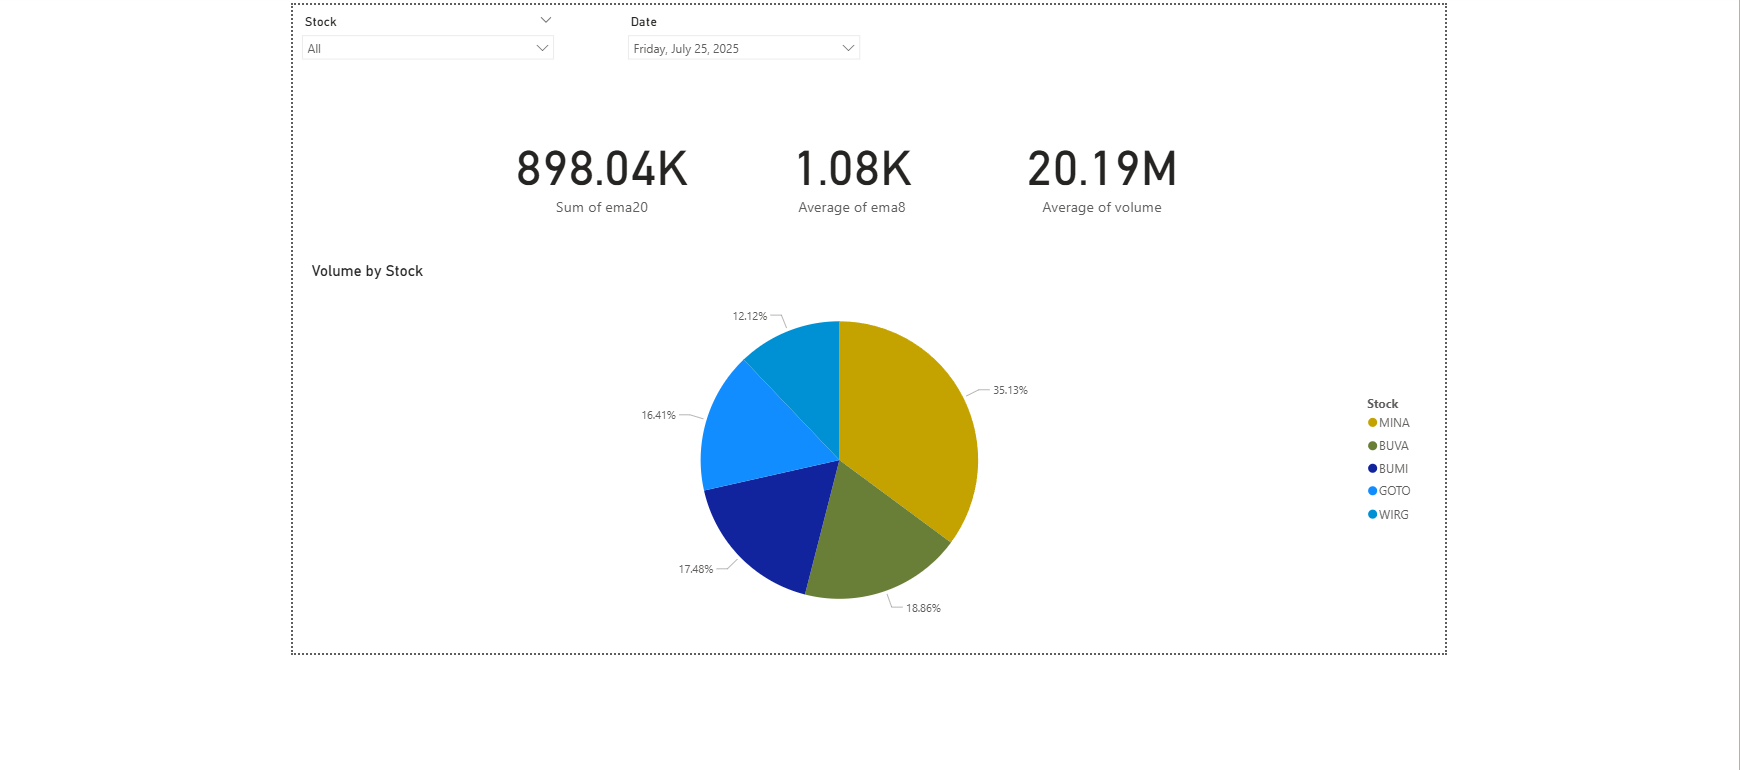 Stock
All
Date
Friday, July 25, 2025
898.04K
Sum of ema20
1.08K
Average of ema8
20.19M
Average of volume
Volume by Stock
12.12%
35.13%
16.41%
17.48%
18.86%
Stock
MINA
BUVA
BUMI
GOTO
WIRG